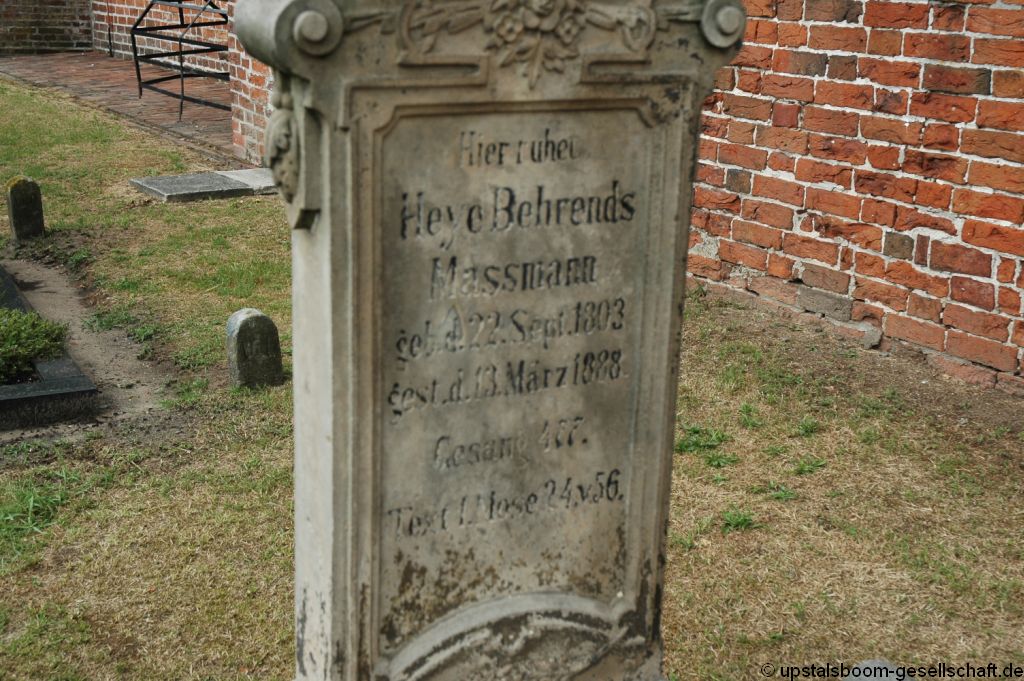 Hier ruhet
Heye Behrends
Massmann
geb. d. 22. Sept. 1803
gest. d. 13. März 1888.
Gesang 477.
Text 1. Mose 24. v. 56.
© upstalsboom-gesellschaft.de